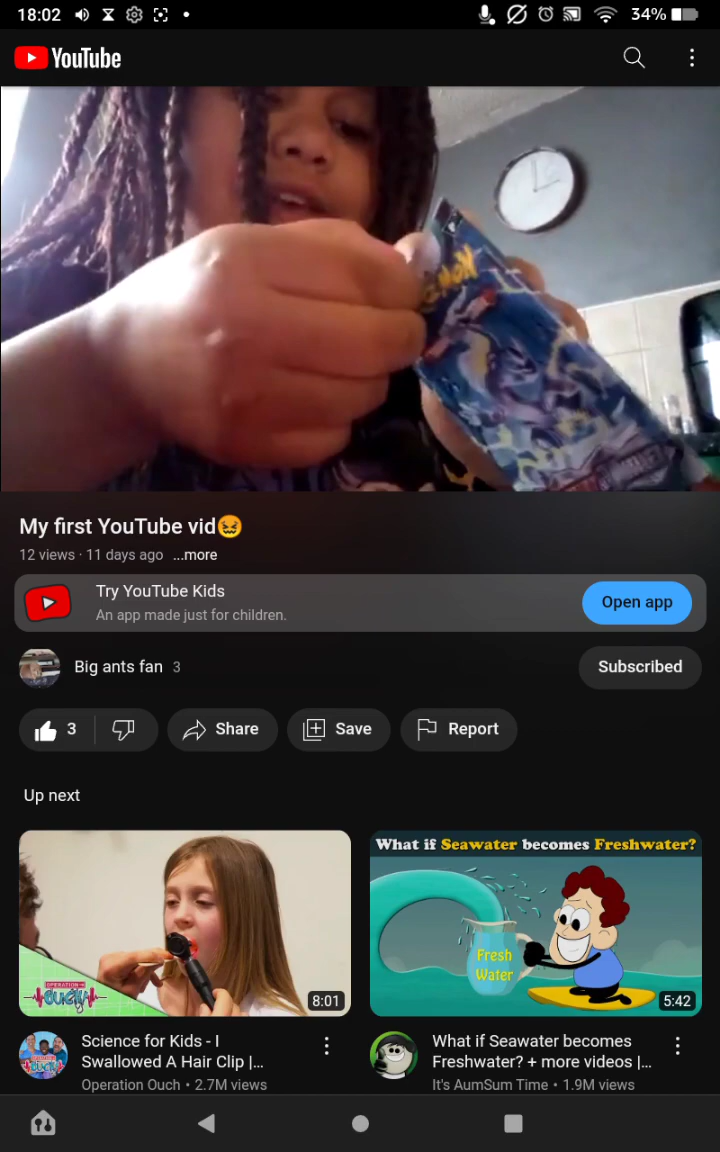 18:02
34%
YouTube
My first YouTube vid😖
12 views · 11 days ago ...more
Try YouTube Kids
An app made just for children.
Open app
Big ants fan 3
Subscribed
3
Share
Save
Report
Up next
What if Seawater becomes Freshwater?
Fresh
Water
OPERATION
OUCH
8:01
5:42
Science for Kids - I
Swallowed A Hair Clip |...
Operation Ouch • 2.7M views
What if Seawater becomes
Freshwater? + more videos |...
It's AumSum Time • 1.9M views